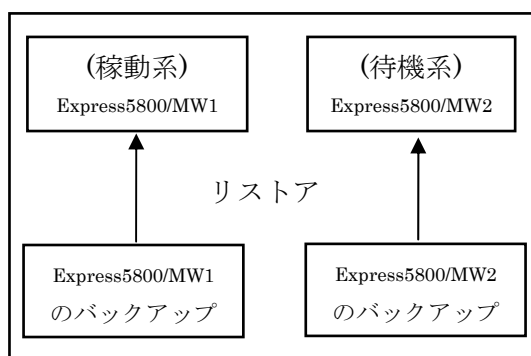 (稼動系)
Express5800/MW1
(待機系)
Express5800/MW2
リストア
Express5800/MW1
のバックアップ
Express5800/MW2
のバックアップ